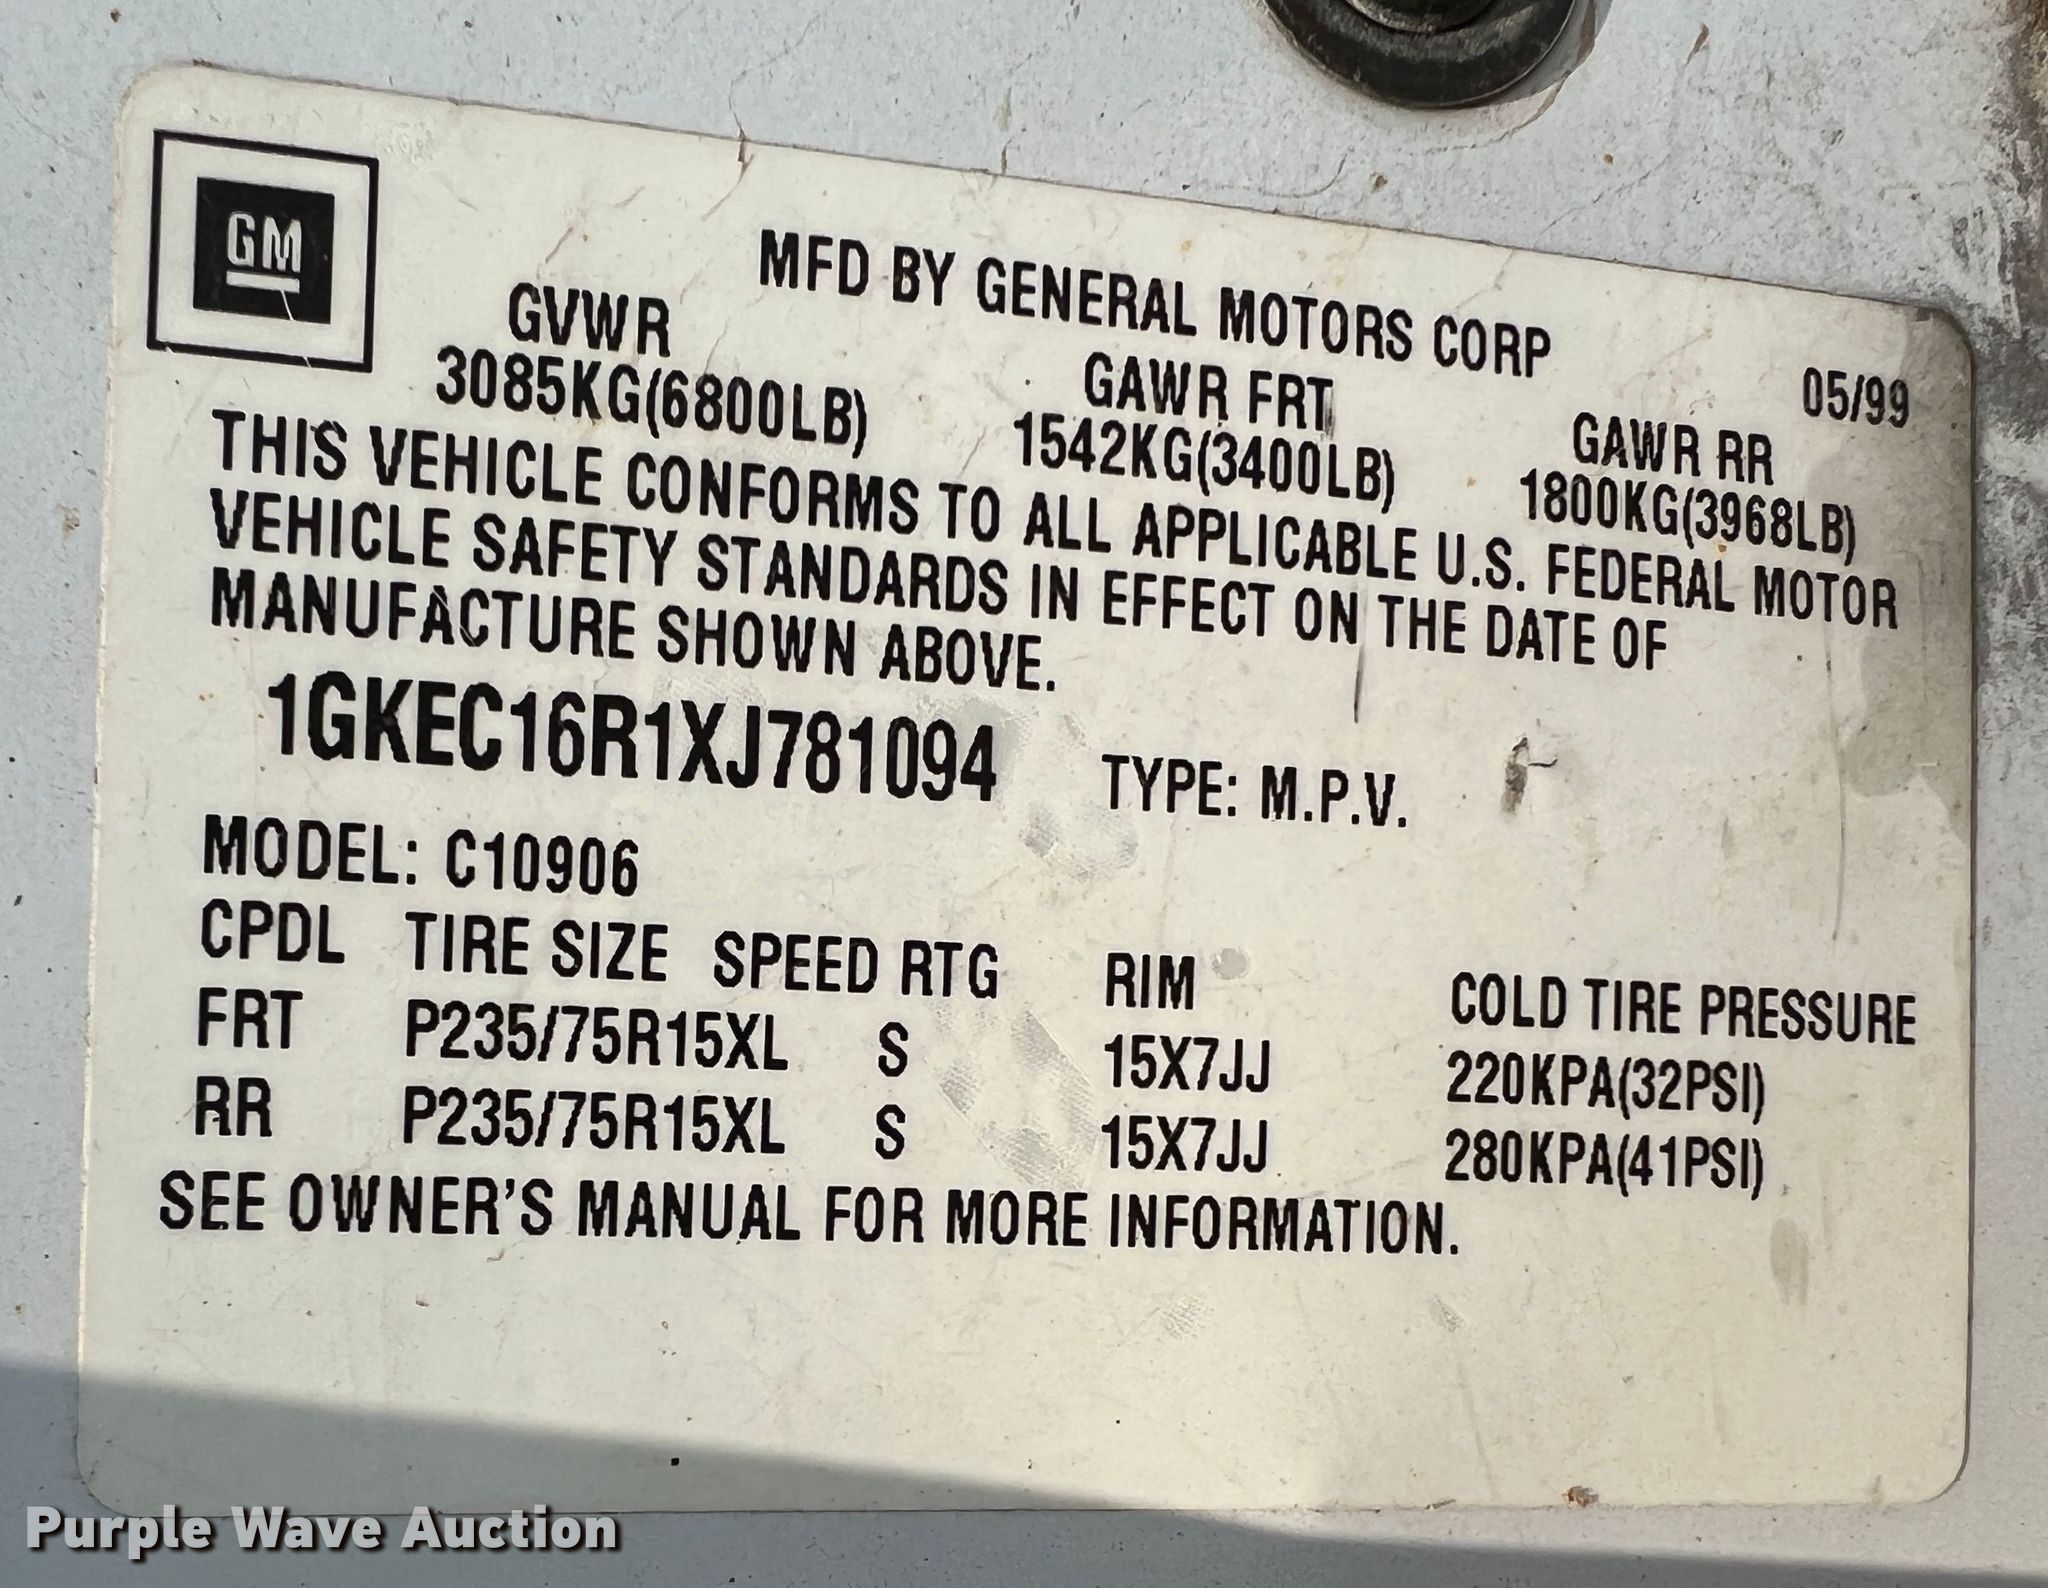 GM
MFD BY GENERAL MOTORS CORP
05/99
GVWR GAWR FRT GAWR RR
3085KG(6800LB) 1542KG(3400LB) 1800KG(3968LB)
THIS VEHICLE CONFORMS TO ALL APPLICABLE U.S. FEDERAL MOTOR
VEHICLE SAFETY STANDARDS IN EFFECT ON THE DATE OF
MANUFACTURE SHOWN ABOVE.
1GKEC16R1XJ781094 TYPE: M.P.V.
MODEL: C10906
CPDL TIRE SIZE SPEED RTG RIM COLD TIRE PRESSURE
FRT P235/75R15XL S 15X7JJ 220KPA(32PSI)
RR P235/75R15XL S 15X7JJ 280KPA(41PSI)
SEE OWNER'S MANUAL FOR MORE INFORMATION.
Purple Wave Auction